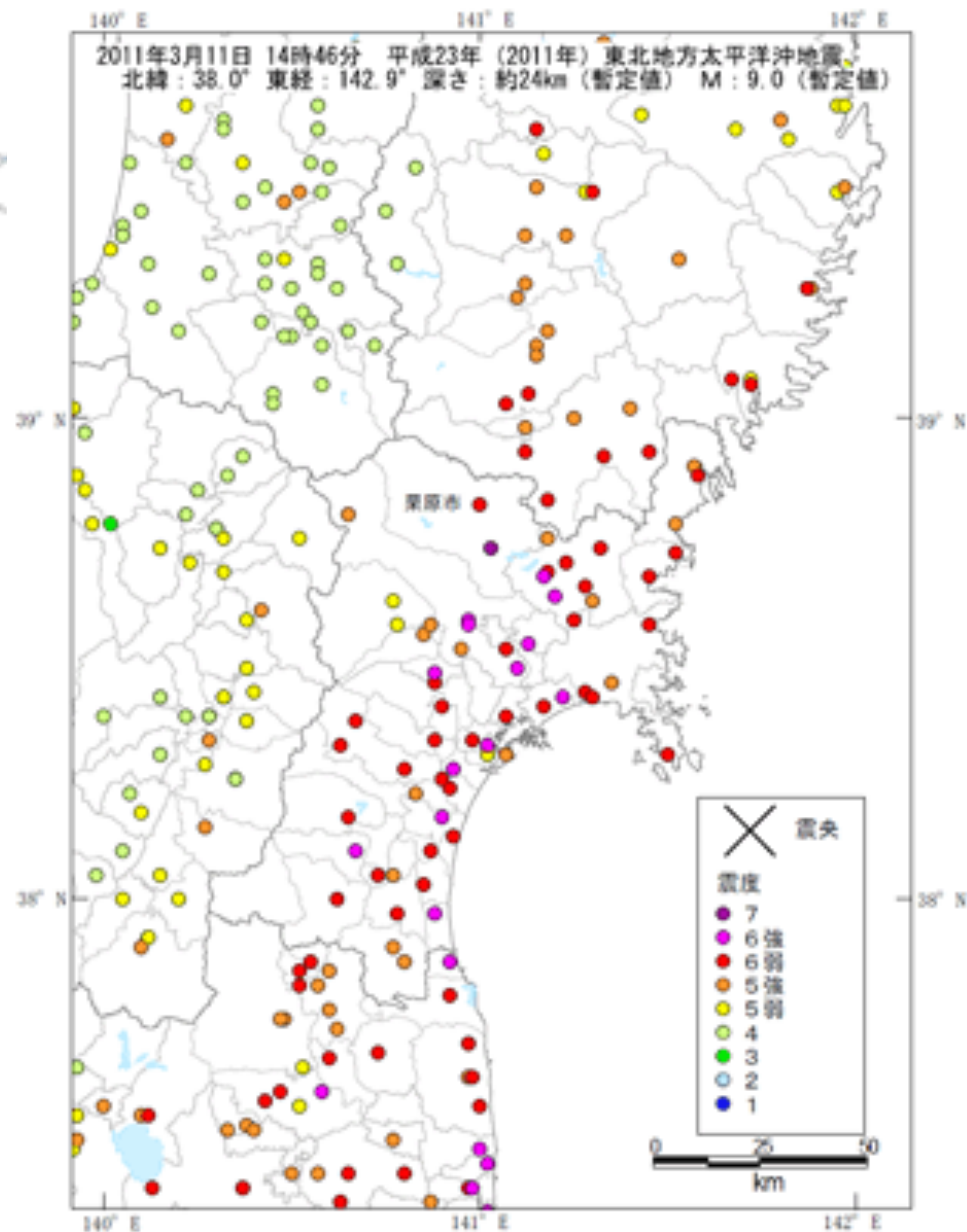 140° E
141° E
142° E
2011年3月11日 14時46分 平成23年（2011年）東北地方太平洋沖地震
北緯：38.0° 東経：142.9° 深さ：約24km（暫定値） M：9.0（暫定値）
39° N
39° N
栗原市
38° N
38° N
震央
震度
7
6強
6弱
5強
5弱
4
3
2
1
0 25 50
km
140° E
141° E
142° E